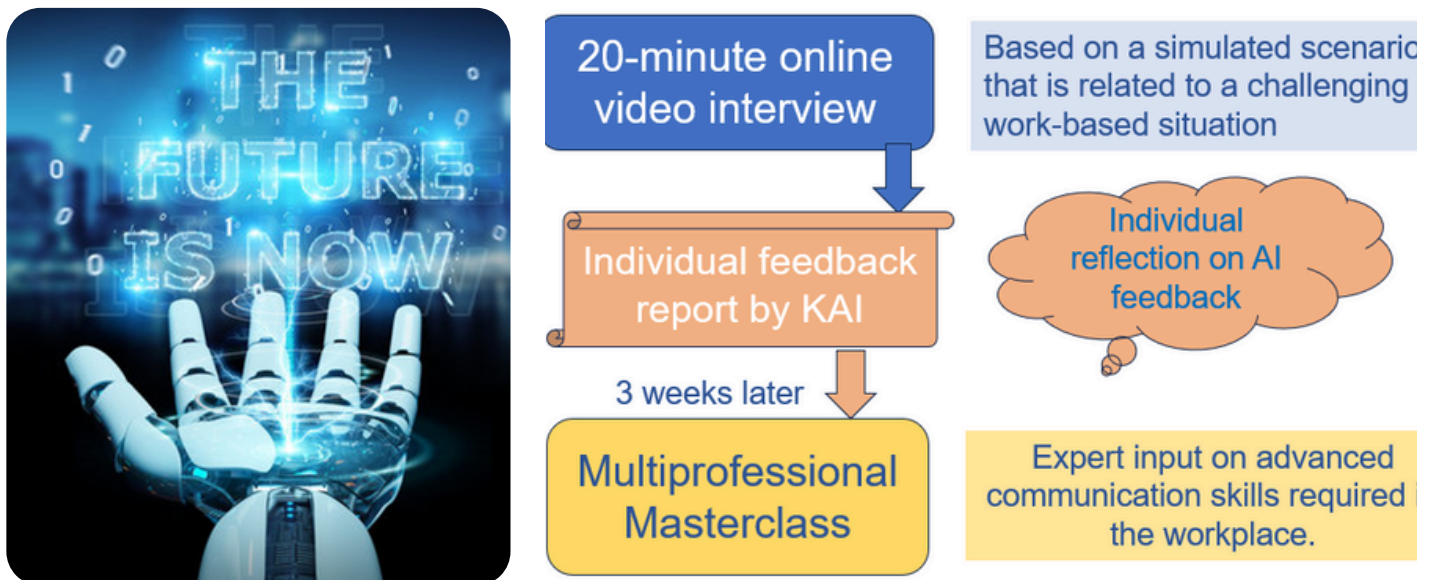 THE
FUTURE
IS NOW
20-minute online
video interview
Based on a simulated scenario
that is related to a challenging
work-based situation
Individual feedback
report by KAI
Individual
reflection on AI
feedback
3 weeks later
Multiprofessional
Masterclass
Expert input on advanced
communication skills required
the workplace.